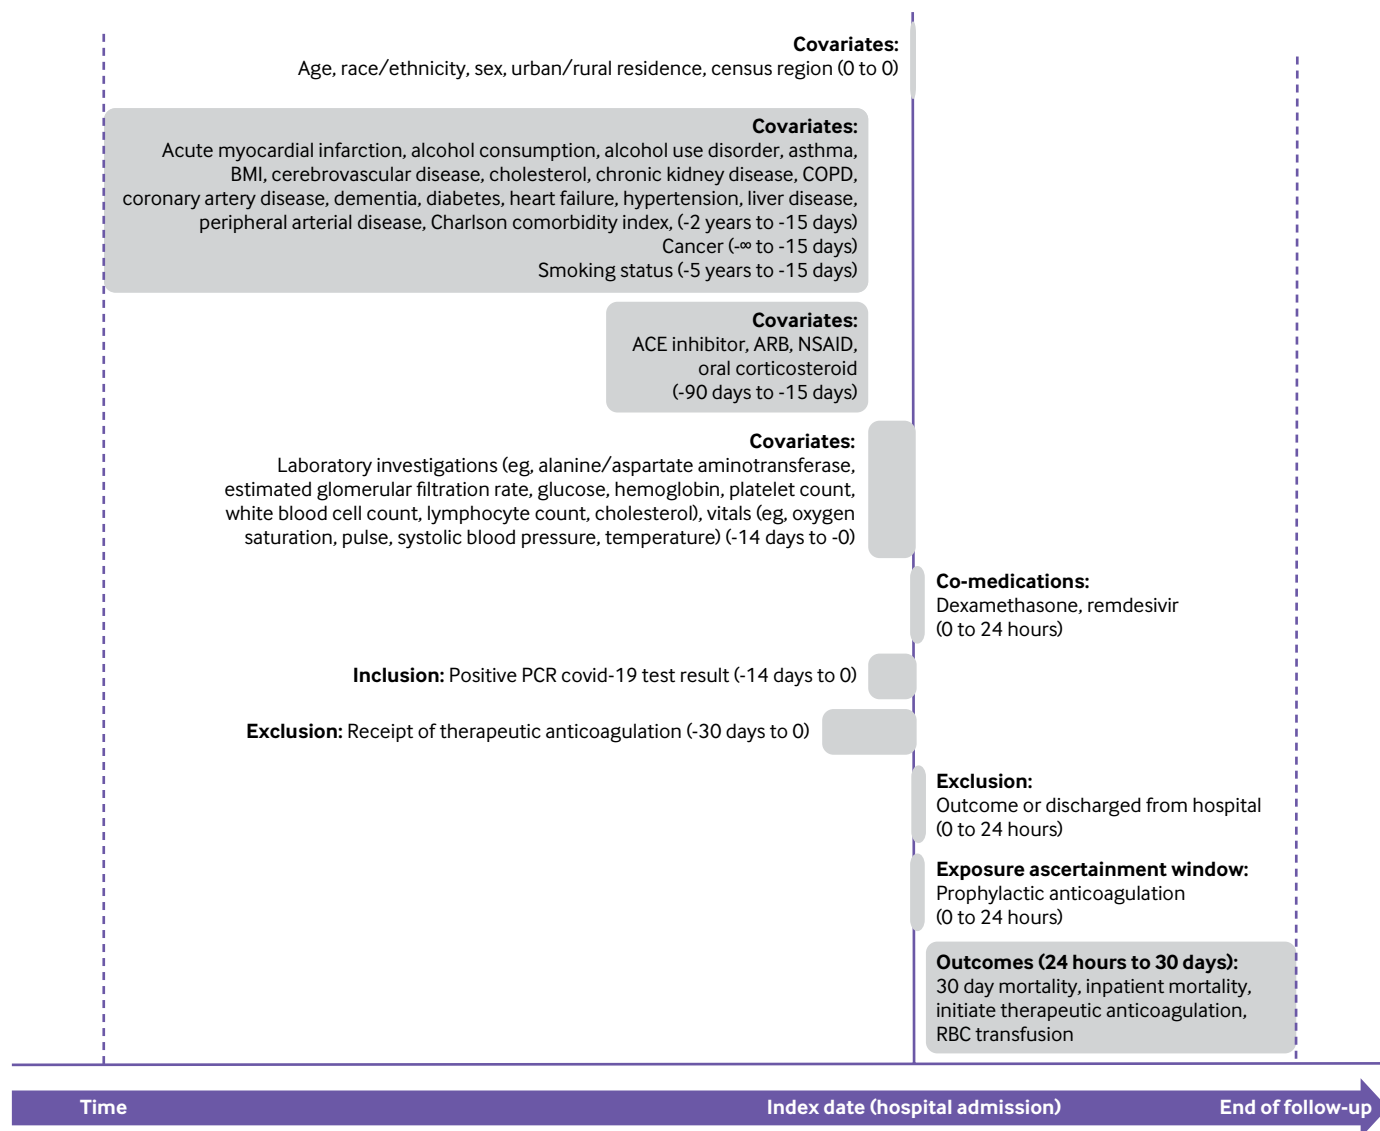 Covariates:
Age, race/ethnicity, sex, urban/rural residence, census region (0 to 0)
Covariates:
Acute myocardial infarction, alcohol consumption, alcohol use disorder, asthma,
BMI, cerebrovascular disease, cholesterol, chronic kidney disease, COPD,
coronary artery disease, dementia, diabetes, heart failure, hypertension, liver disease,
peripheral arterial disease, Charlson comorbidity index, (-2 years to -15 days)
Cancer (-∞ to -15 days)
Smoking status (-5 years to -15 days)
Covariates:
ACE inhibitor, ARB, NSAID,
oral corticosteroid
(-90 days to -15 days)
Covariates:
Laboratory investigations (eg, alanine/aspartate aminotransferase,
estimated glomerular filtration rate, glucose, hemoglobin, platelet count,
white blood cell count, lymphocyte count, cholesterol), vitals (eg, oxygen
saturation, pulse, systolic blood pressure, temperature) (-14 days to -0)
Co-medications:
Dexamethasone, remdesivir
(0 to 24 hours)
Inclusion: Positive PCR covid-19 test result (-14 days to 0)
Exclusion: Receipt of therapeutic anticoagulation (-30 days to 0)
Exclusion:
Outcome or discharged from hospital
(0 to 24 hours)
Exposure ascertainment window:
Prophylactic anticoagulation
(0 to 24 hours)
Outcomes (24 hours to 30 days):
30 day mortality, inpatient mortality,
initiate therapeutic anticoagulation,
RBC transfusion
Time
Index date (hospital admission)
End of follow-up